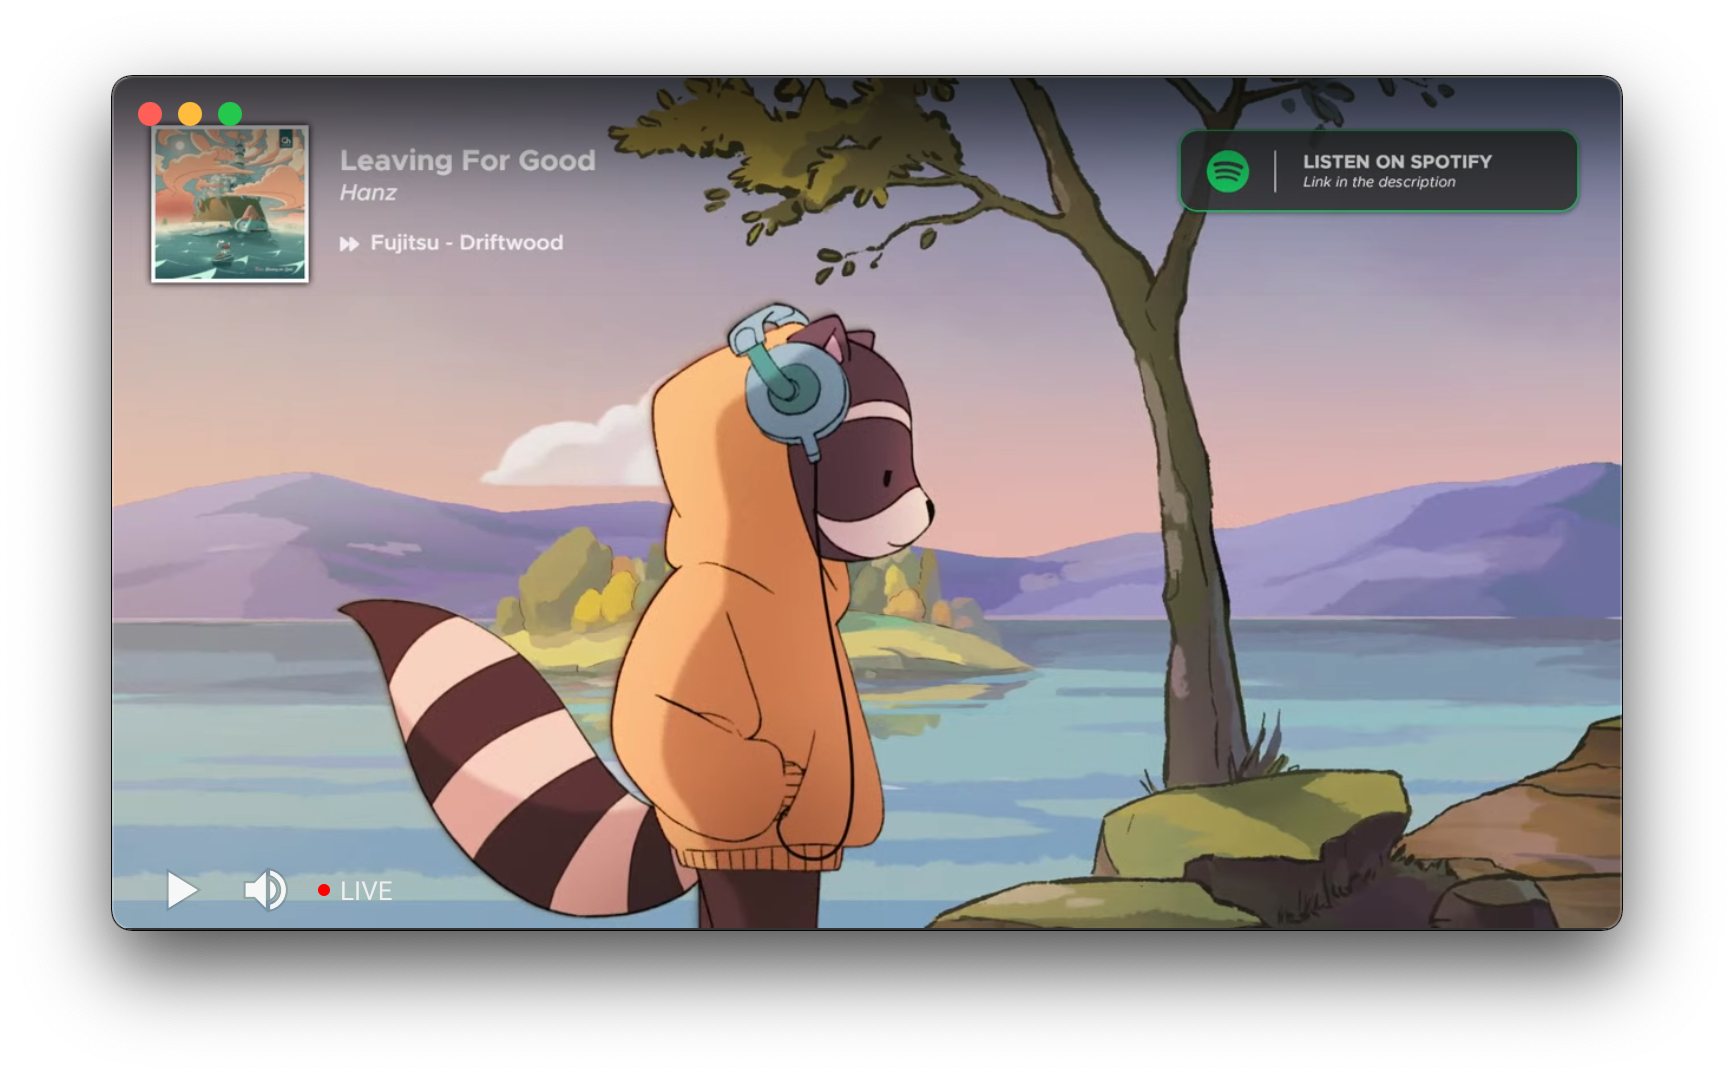 Leaving For Good
Hanz
Fujitsu - Driftwood
LISTEN ON SPOTIFY
Link in the description
LIVE